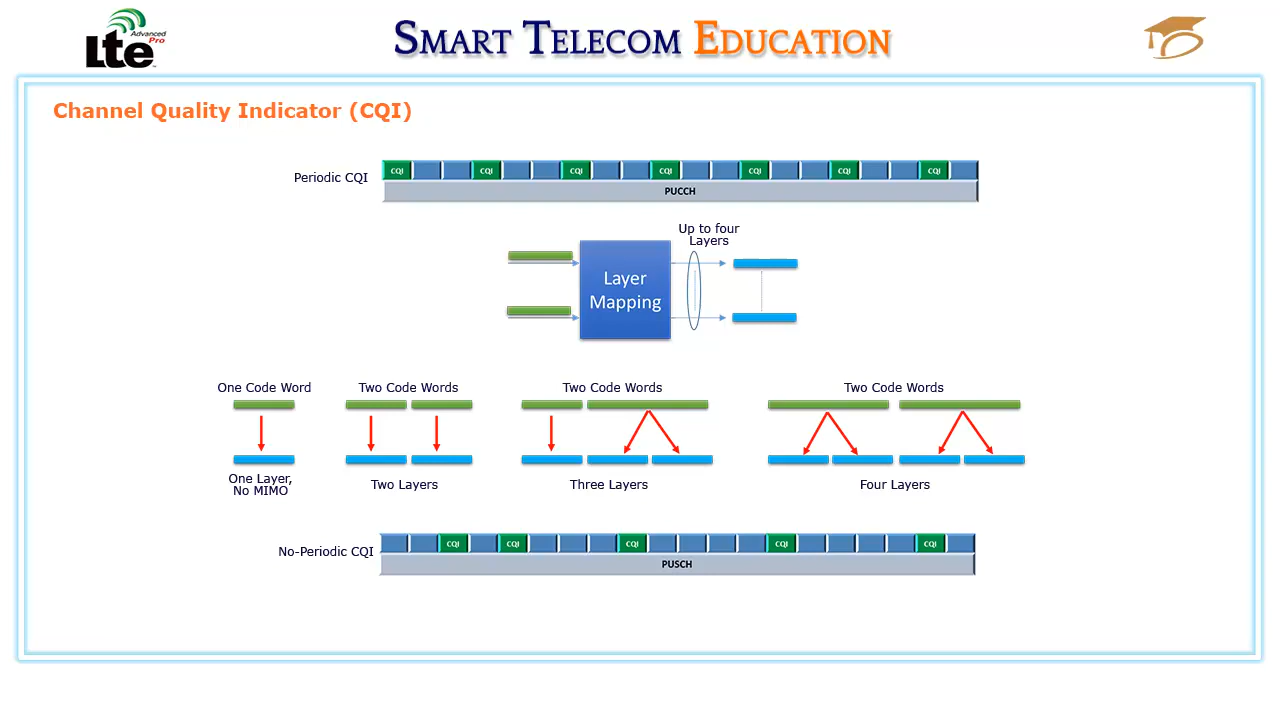 LTE Advanced Pro
SMART TELECOM EDUCATION
Channel Quality Indicator (CQI)
Periodic CQI
CQI CQI CQI CQI CQI CQI CQI
PUCCH
Up to four
Layers
Layer
Mapping
One Code Word
Two Code Words
Two Code Words
Two Code Words
One Layer,
No MIMO
Two Layers
Three Layers
Four Layers
No-Periodic CQI
CQI CQI CQI CQI CQI
PUSCH